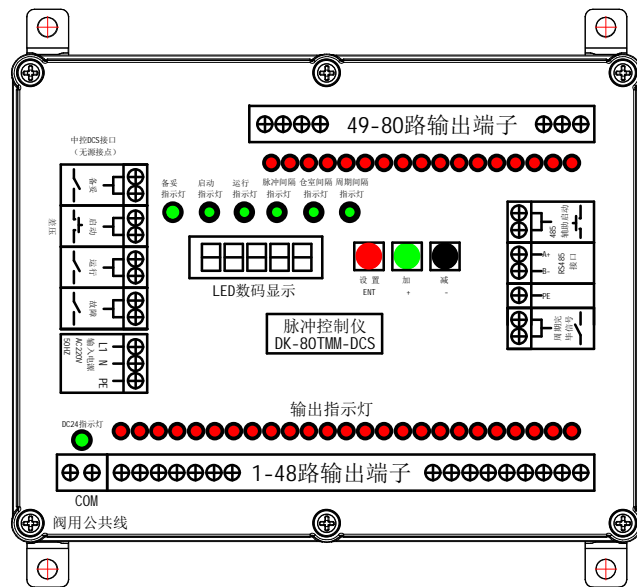 49-80路输出端子
中控DCS接口
(无源接点)
备妥
启动
运行
故障
差压
备妥
指示灯
启动
指示灯
运行
指示灯
脉冲间隔
指示灯
仓室间隔
指示灯
周期间隔
指示灯
LED数码显示
设 置
ENT
加
+
减
-
485
辅助启动
A+
B-
RS485
接口
PE
周期完
申信停
脉冲控制仪
DK-80TMM-DCS
L1
N
PE
输入电源
AC220V
50HZ
输出指示灯
DC24指示灯
1-48路输出端子
COM
阀用公共线